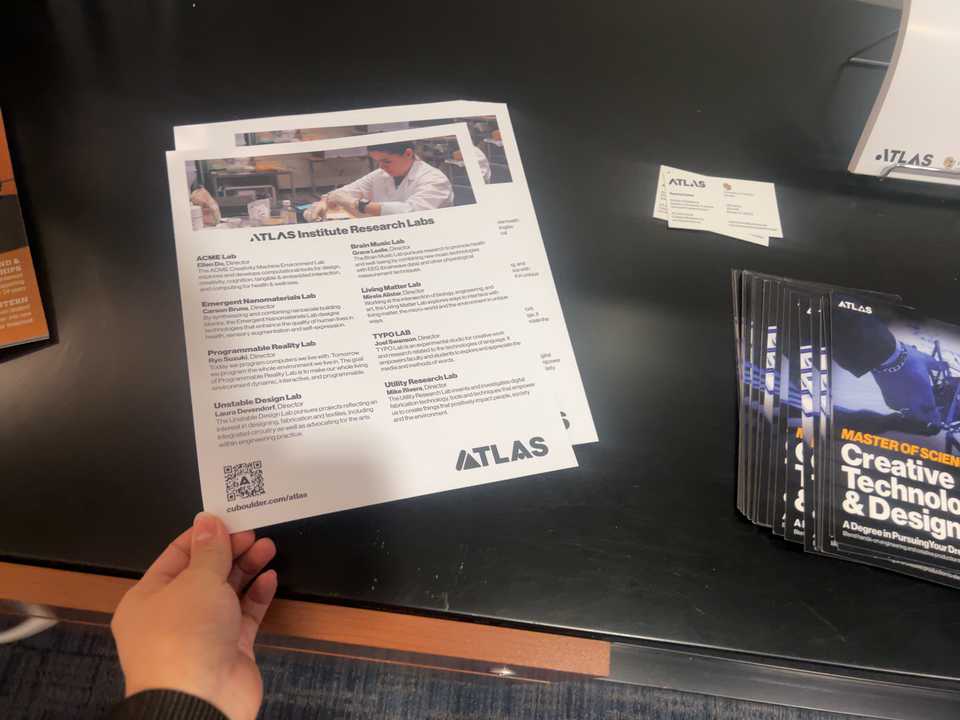 ATLAS Institute Research Labs
ACME Lab
Ellen Do, Director
The ACME Creativity Machine Environment Lab
explores and develops computational tools for design,
creativity, cognition, tangible & embodied interaction,
and computing for health & wellness.
Emergent Nanomaterials Lab
Carson Bruns, Director
By synthesizing and combining nanoscale building
blocks, the Emergent Nanomaterials Lab designs
technologies that enhance the quality of human lives in
health, sensory augmentation and self-expression.
Programmable Reality Lab
Ryo Suzuki, Director
Today we program computers we live with. Tomorrow
we program the whole environment we live in. The goal
of Programmable Reality Lab is to make our whole living
environment dynamic, interactive, and programmable.
Unstable Design Lab
Laura Devendorf, Director
The Unstable Design Lab pursues projects reflecting an
interest in designing, fabrication and textiles, including
integrated circuitry as well as advocating for the arts
within engineering practice.
Brain Music Lab
Grace Leslie, Director
The Brain Music Lab pursues research to promote health
and well-being by combining new music technologies
with EEG (brainwave data) and other physiological
measurement techniques.
Living Matter Lab
Mirela Alistar, Director
Working at the intersection of biology, engineering, and
art, the Living Matter Lab explores ways to interface with
living matter, the micro-world and the environment in unique
ways.
TYPO LAB
Joel Swanson, Director
TYPO Lab is an experimental studio for creative work
and research related to the technologies of language. It
empowers faculty and students to explore and appreciate the
media and methods of words.
Utility Research Lab
Mike Rivera, Director
The Utility Research Lab invents and investigates digital
fabrication technology, tools and techniques that empower
us to create things that positively impact people, society
and the environment.
cuboulder.com/atlas
ATLAS
S
ATLAS
ATLAS
ATLAS
MASTER OF SCIEN
Creative
Technolo
& Design
A Degree in Pursuing Your Dre